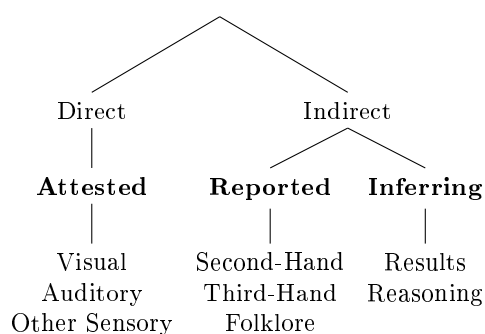 Direct Indirect
Attested Reported Inferring
Visual Second-Hand Results
Auditory Third-Hand Reasoning
Other Sensory Folklore